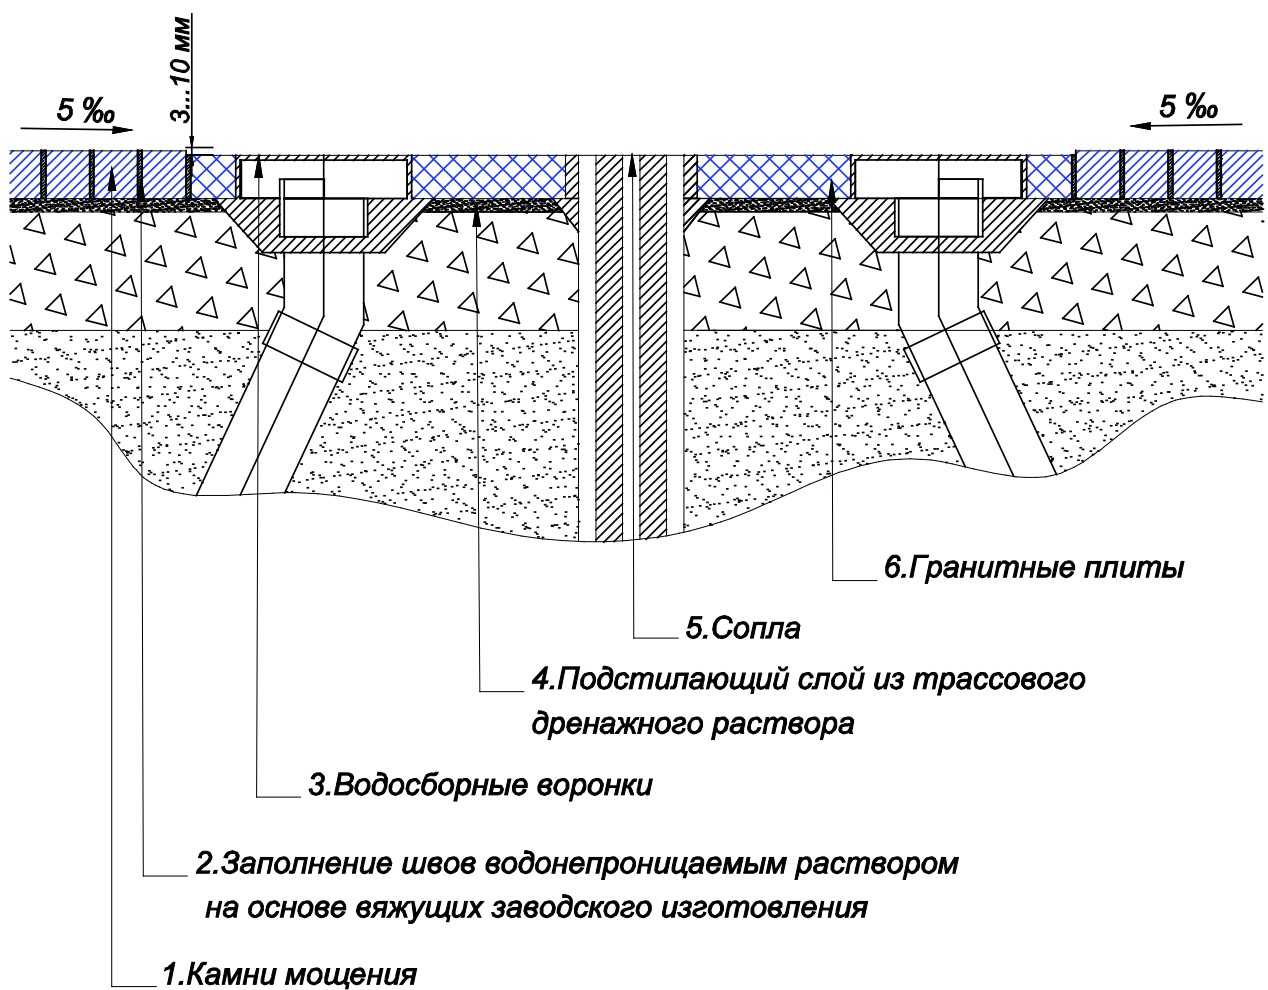 3...10 мм
5 ‰
5 ‰
6.Гранитные плиты
5.Сопла
4.Подстилающий слой из трассового
дренажного раствора
3.Водосборные воронки
2.Заполнение швов водонепроницаемым раствором
на основе вяжущих заводского изготовления
1.Камни мощения